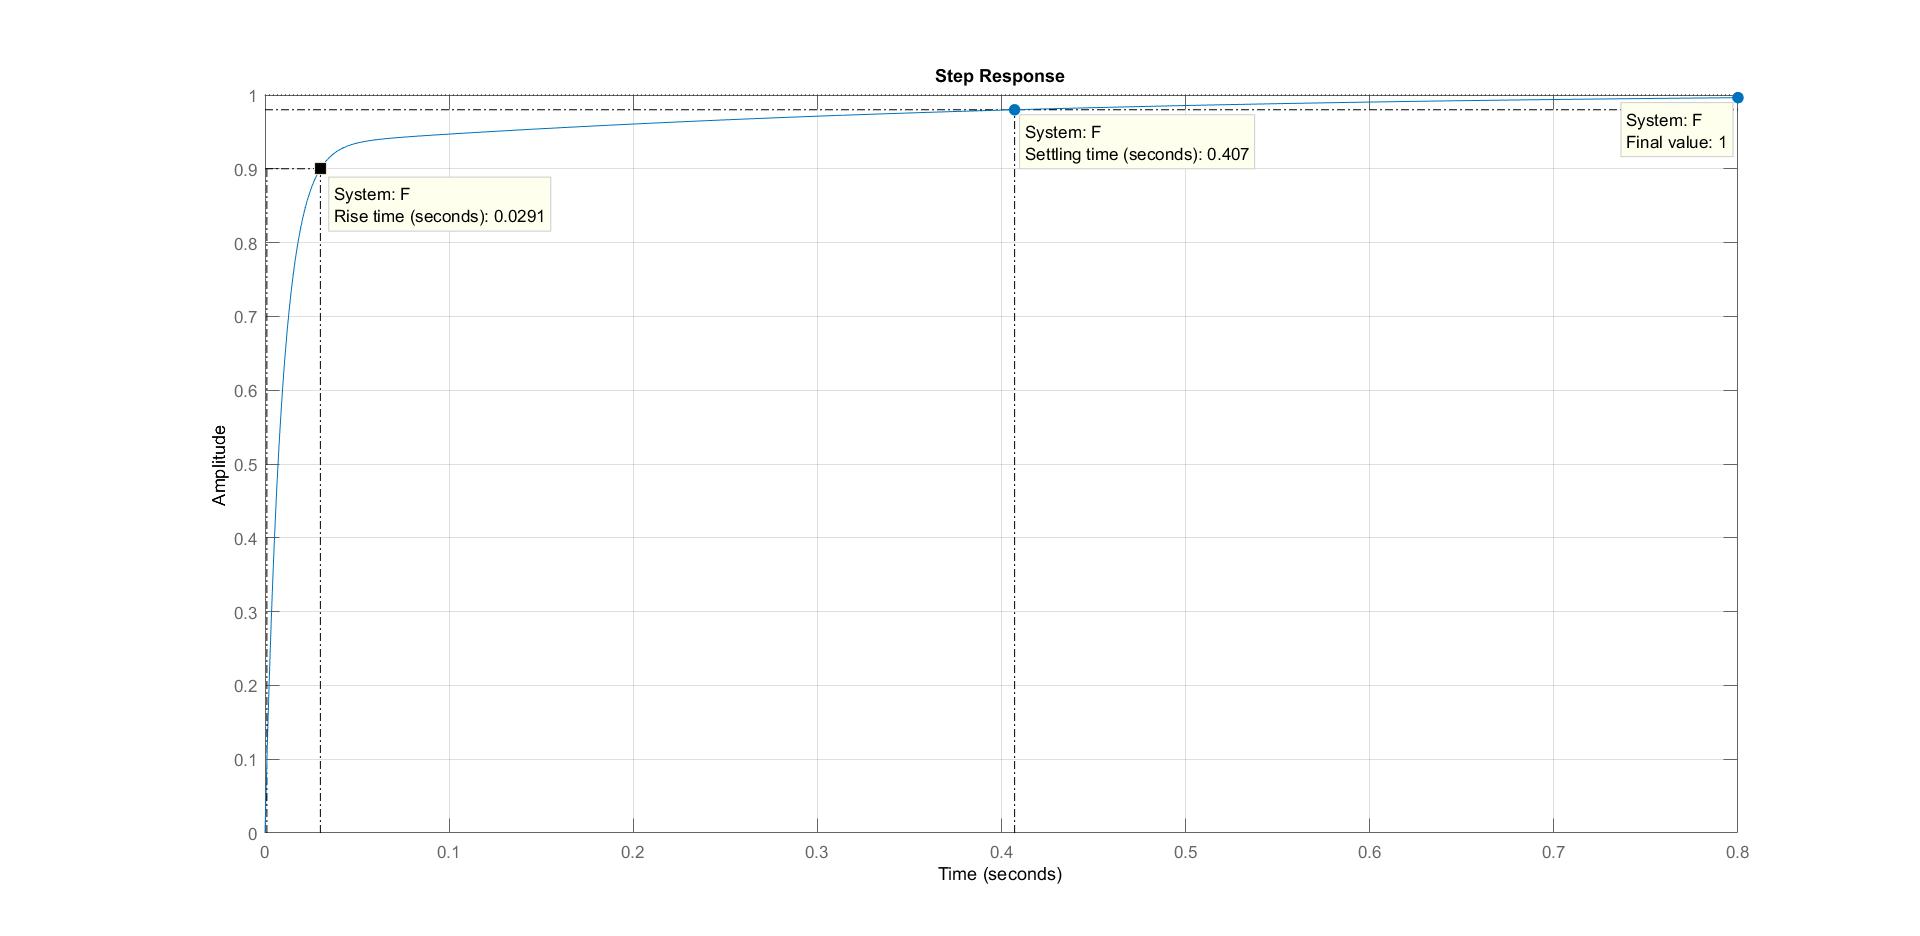 Step Response
1
0.9
0.8
0.7
0.6
0.5
0.4
0.3
0.2
0.1
0
Amplitude
System: F
Rise time (seconds): 0.0291
System: F
Settling time (seconds): 0.407
System: F
Final value: 1
0 0.1 0.2 0.3 0.4 0.5 0.6 0.7 0.8
Time (seconds)